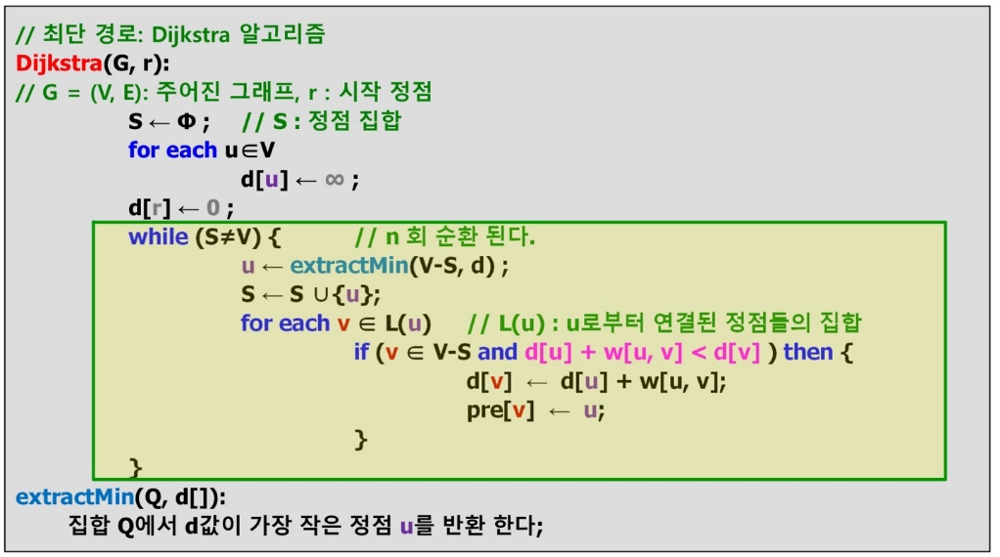 // 최단 경로: Dijkstra 알고리즘
Dijkstra(G, r):
// G = (V, E): 주어진 그래프, r : 시작 정점
S ← Φ ; // S : 정점 집합
for each u∈V
d[u] ← ∞ ;
d[r] ← 0 ;
while (S≠V) { // n 회 순환 된다.
u ← extractMin(V-S, d) ;
S ← S ∪{u};
for each v ∈ L(u) // L(u) : u로부터 연결된 정점들의 집합
if (v ∈ V-S and d[u] + w[u, v] < d[v] ) then {
d[v] ← d[u] + w[u, v];
pre[v] ← u;
}
}
extractMin(Q, d[]):
집합 Q에서 d값이 가장 작은 정점 u를 반환 한다;